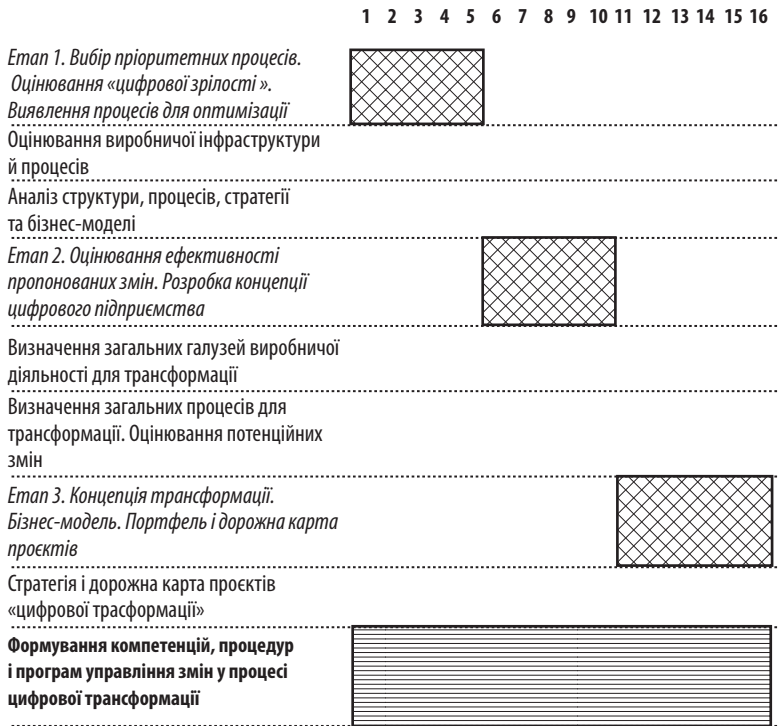 1 2 3 4 5 6 7 8 9 10 11 12 13 14 15 16
Етап 1. Вибір пріоритетних процесів.
Оцінювання «цифрової зрілості ».
Виявлення процесів для оптимізації
Оцінювання виробничої інфраструктури
й процесів
Аналіз структури, процесів, стратегії
та бізнес-моделі
Етап 2. Оцінювання ефективності
пропонованих змін. Розробка концепції
цифрового підприємства
Визначення загальних галузей виробничої
діяльності для трансформації
Визначення загальних процесів для
трансформації. Оцінювання потенційних
змін
Етап 3. Концепція трансформації.
Бізнес-модель. Портфель і дорожна карта
проєктів
Стратегія і дорожна карта проєктів
«цифрової трасформації»
Формування компетенцій, процедур
і програм управління змін у процесі
цифрової трансформації